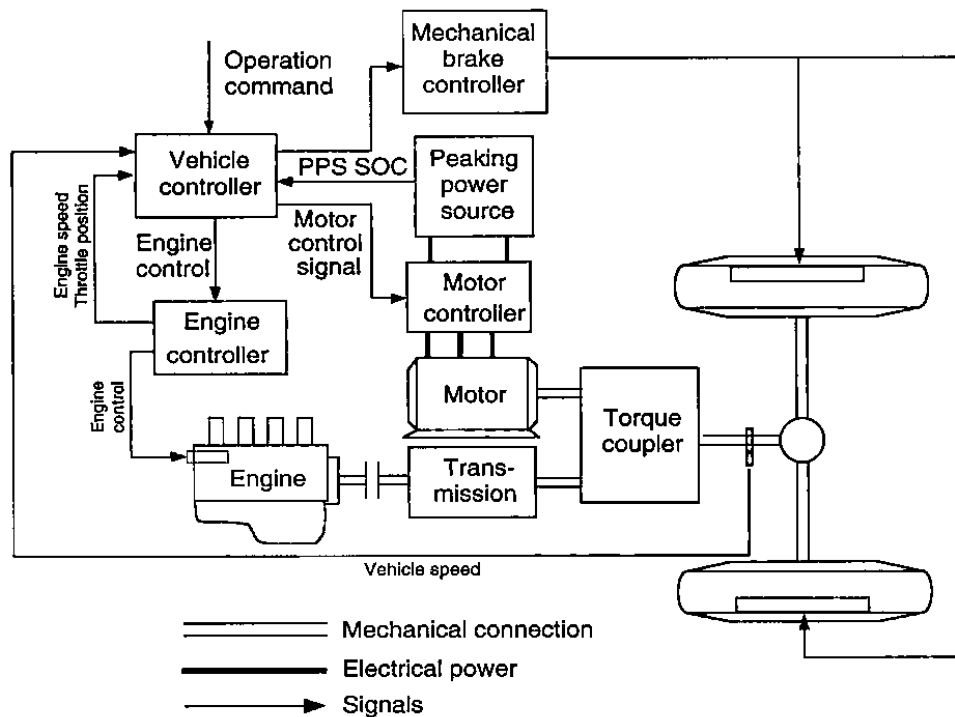 Mechanical
brake
controller
Operation
command
Vehicle
controller
PPS SOC
Peaking
power
source
Engine speed
Throttle position
Engine
control
Motor
control
signal
Motor
controller
Engine
controller
Motor
Torque
coupler
Engine
control
Engine
Trans-
mission
Vehicle speed
Mechanical connection
Electrical power
Signals